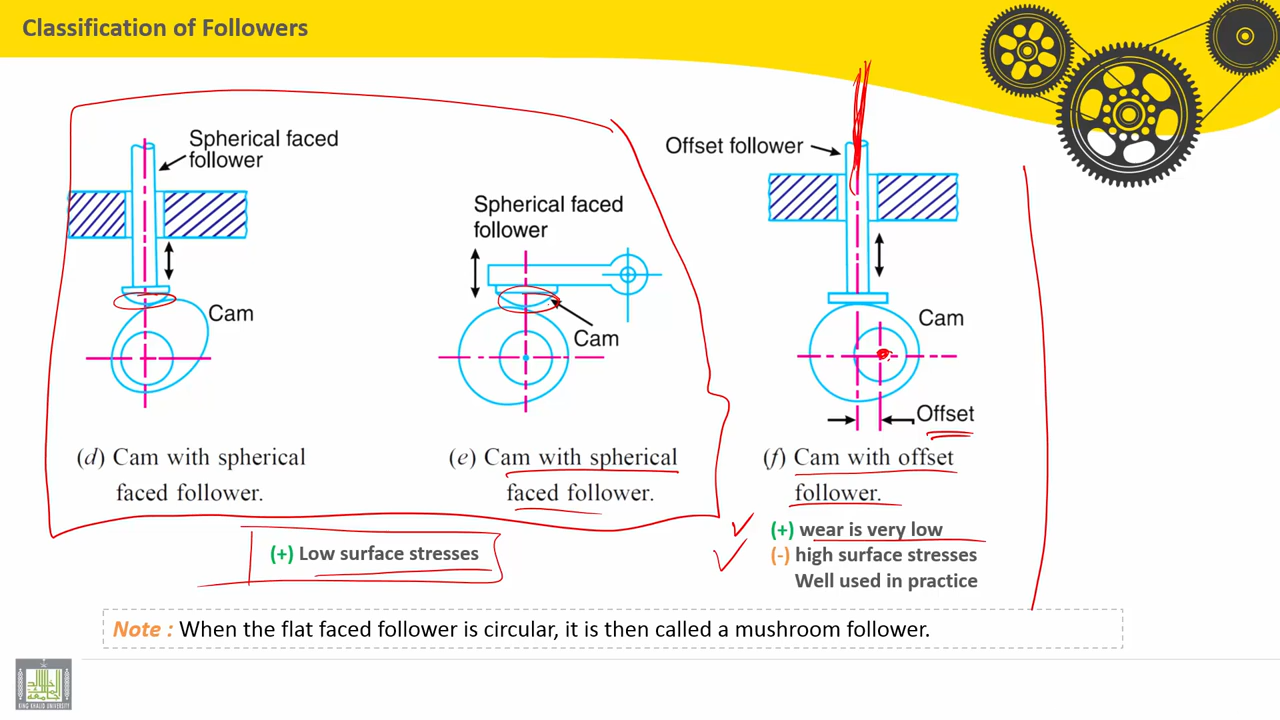 Classification of Followers
Spherical faced
follower
Cam
(d) Cam with spherical
faced follower.
Spherical faced
follower
Cam
(e) Cam with spherical
faced follower.
(+) Low surface stresses
Offset follower
Cam
Offset
(f) Cam with offset
follower.
(+) wear is very low
(-) high surface stresses
Well used in practice
Note : When the flat faced follower is circular, it is then called a mushroom follower.
KING KHALID UNIVERSITY